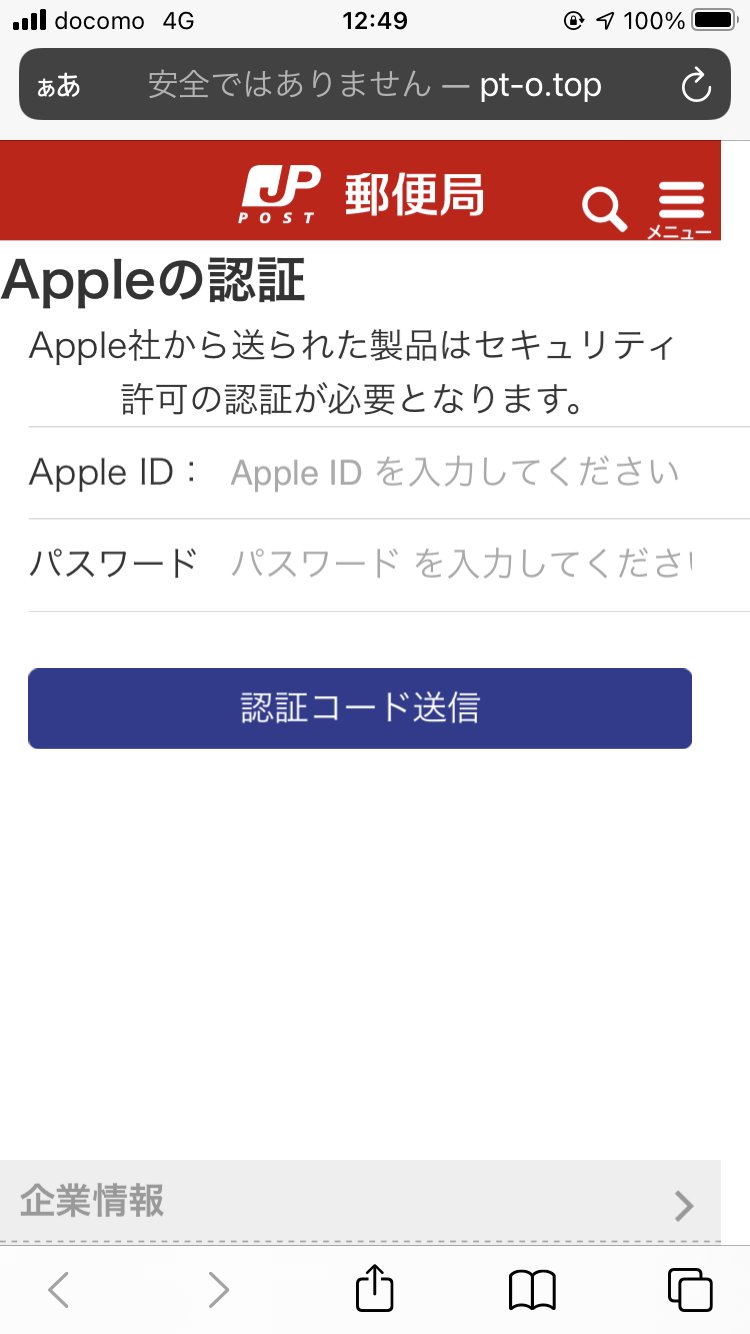 docomo 4G 12:49 100%
ぁあ 安全ではありません — pt-o.top
JP POST 郵便局
メニュー
Appleの認証
Apple社から送られた製品はセキュリティ
許可の認証が必要となります。
Apple ID： Apple ID を入力してください
パスワード パスワード を入力してくださ
認証コード送信
企業情報